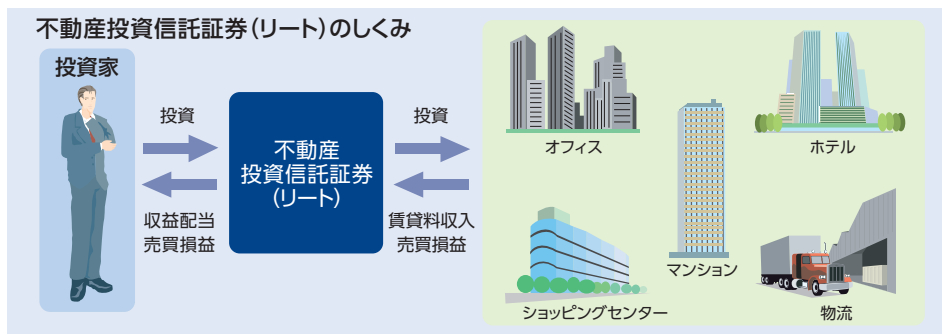 不動産投資信託証券(リート)のしくみ
投資家
投資
収益配当
売買損益
不動産
投資信託証券
(リート)
投資
賃貸料収入
売買損益
オフィス
ホテル
マンション
ショッピングセンター
物流